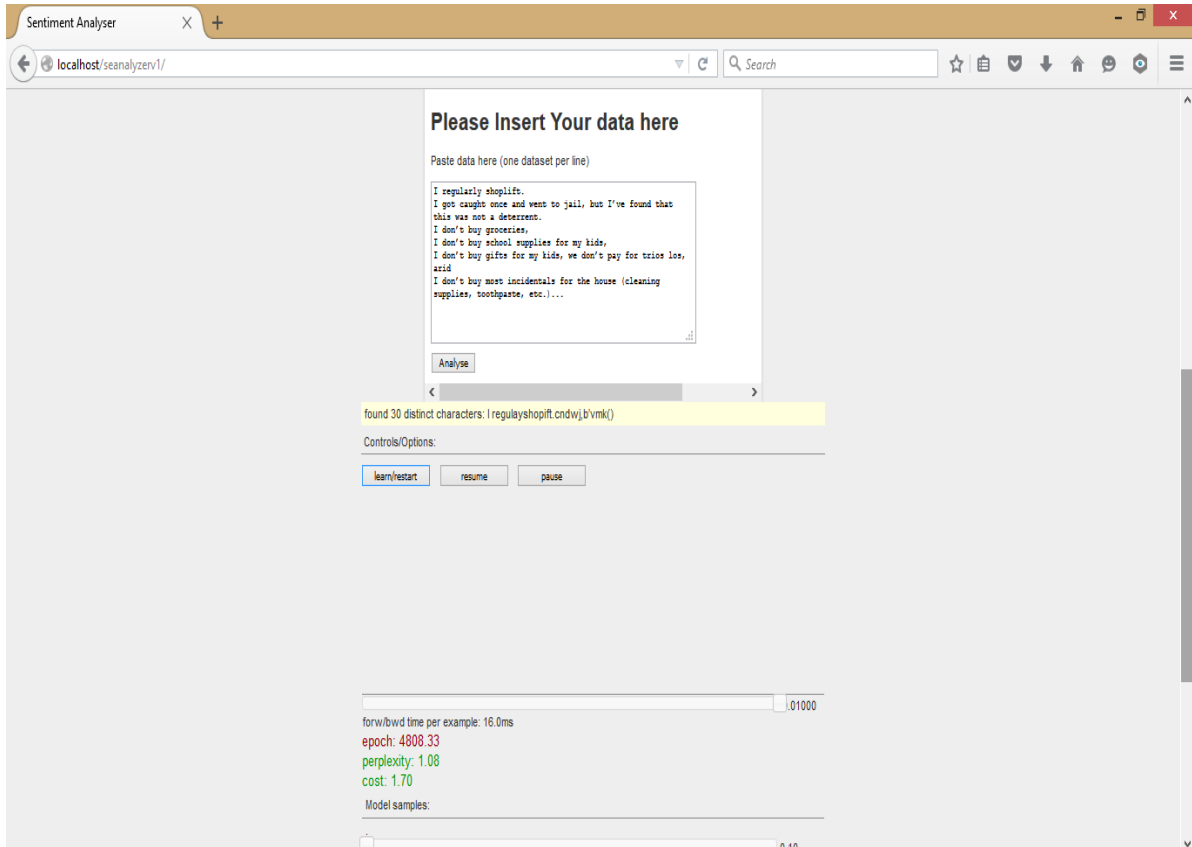 Sentiment Analyser
localhost/seanalyzerv1/
Search
Please Insert Your data here
Paste data here (one dataset per line)
I regularly shoplift.
I got caught once and went to jail, but I've found that
this was not a deterrent.
I don't buy groceries,
I don't buy school supplies for my kids,
I don't buy gifts for my kids, we don't pay for trios los,
arid
I don't buy most incidentals for the house (cleaning
supplies, toothpaste, etc.)...
Analyse
found 30 distinct characters: I regulayshopift.cndwj,b'vmk()
Controls/Options:
learn/restart resume pause
.01000
forw/bwd time per example: 16.0ms
epoch: 4808.33
perplexity: 1.08
cost: 1.70
Model samples: